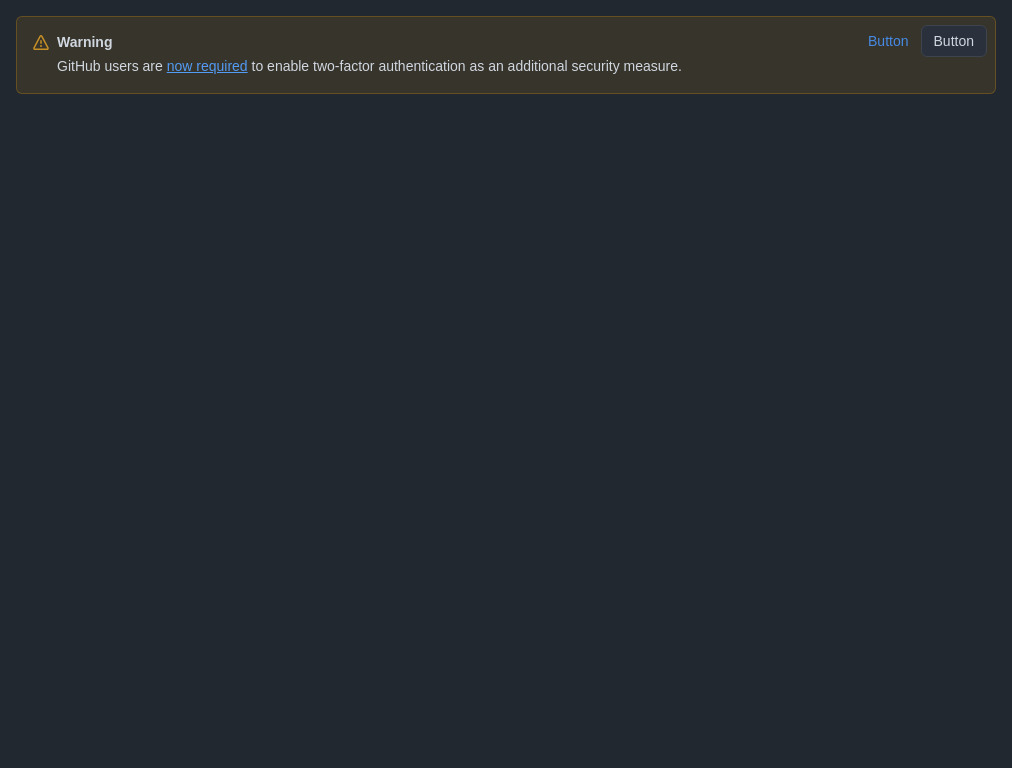 Warning
Button
Button
GitHub users are now required to enable two-factor authentication as an additional security measure.